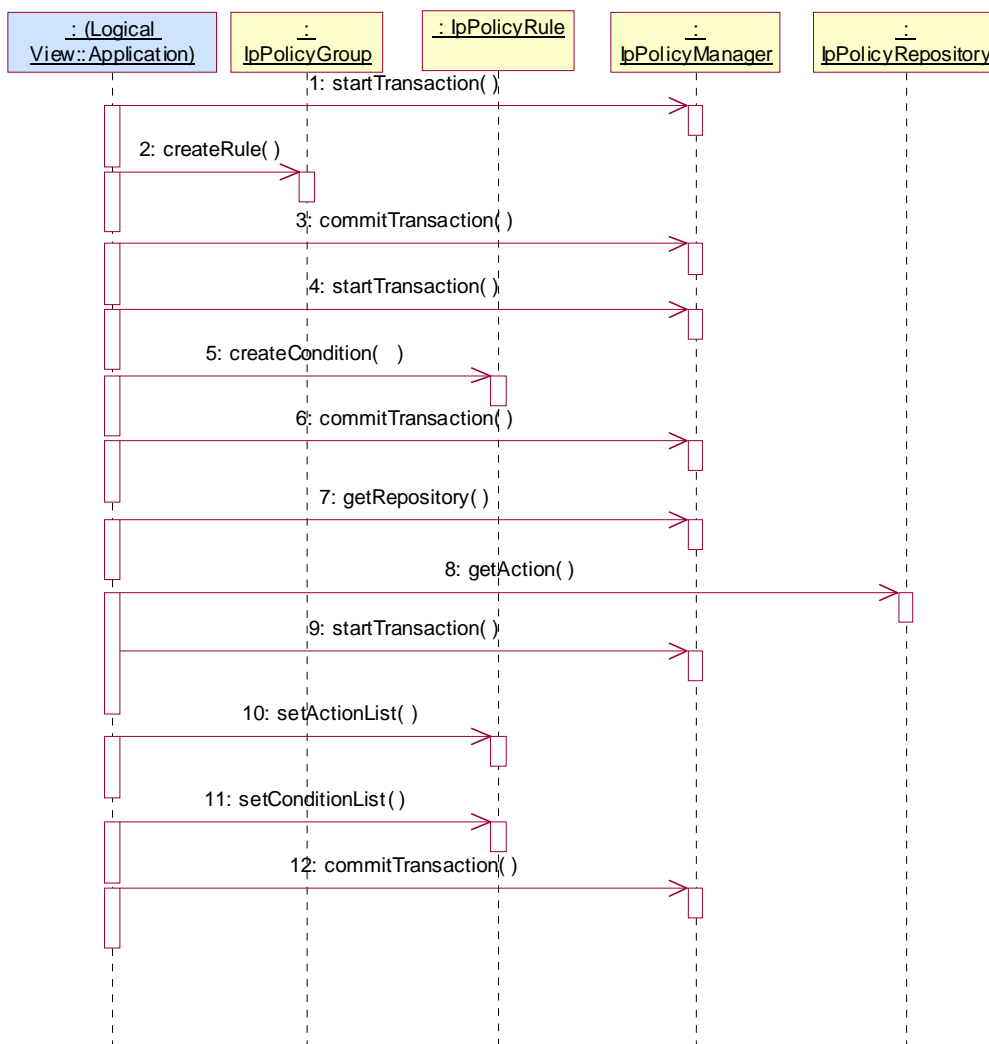 : (Logical
View::Application)
:
IpPolicyGroup
: IpPolicyRule
:
IpPolicyManager
:
IpPolicyRepository
1: startTransaction( )
2: createRule( )
3: commitTransaction( )
4: startTransaction( )
5: createCondition(   )
6: commitTransaction( )
7: getRepository( )
8: getAction( )
9: startTransaction( )
10: setActionList( )
11: setConditionList( )
12: commitTransaction( )